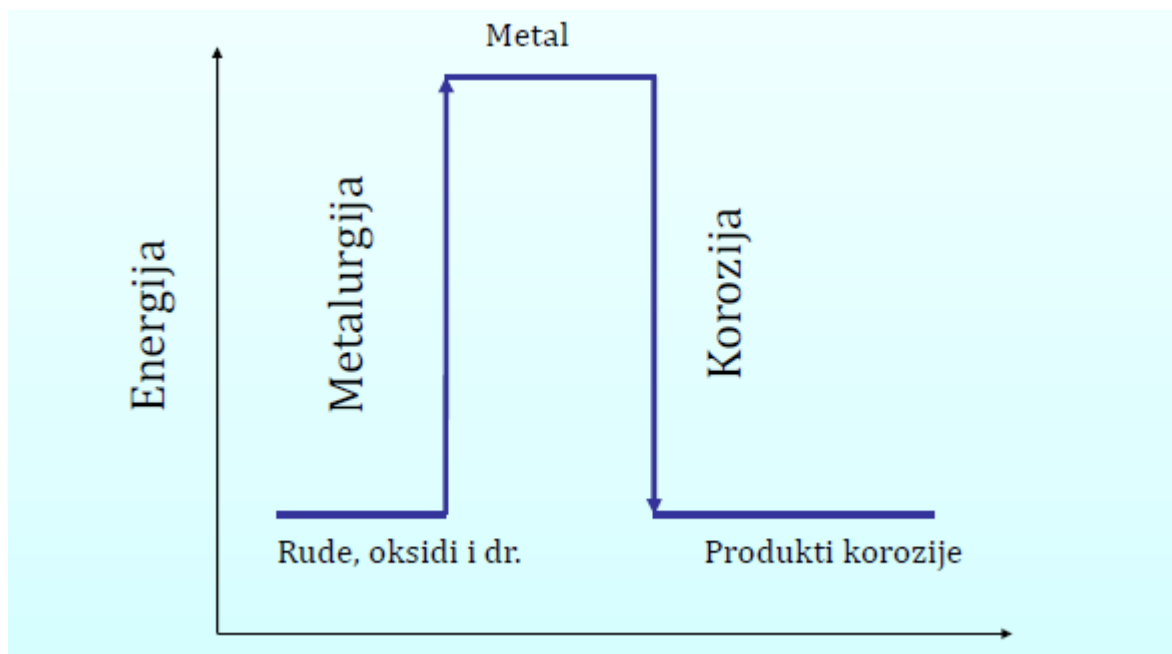 Metal
Energija
Metalurgija
Korozija
Rude, oksidi i dr.
Produkti korozije